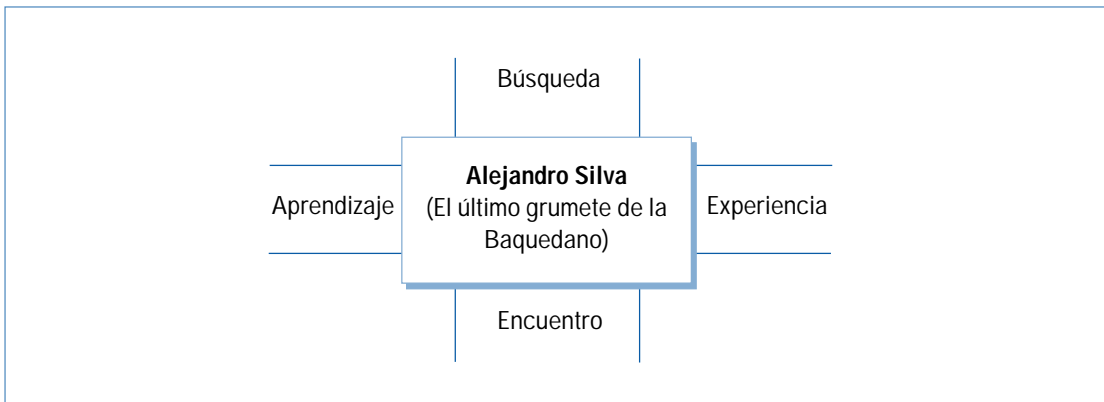 Búsqueda
Alejandro Silva
Aprendizaje
(El último grumete de la
Experiencia
Baquedano)
Encuentro